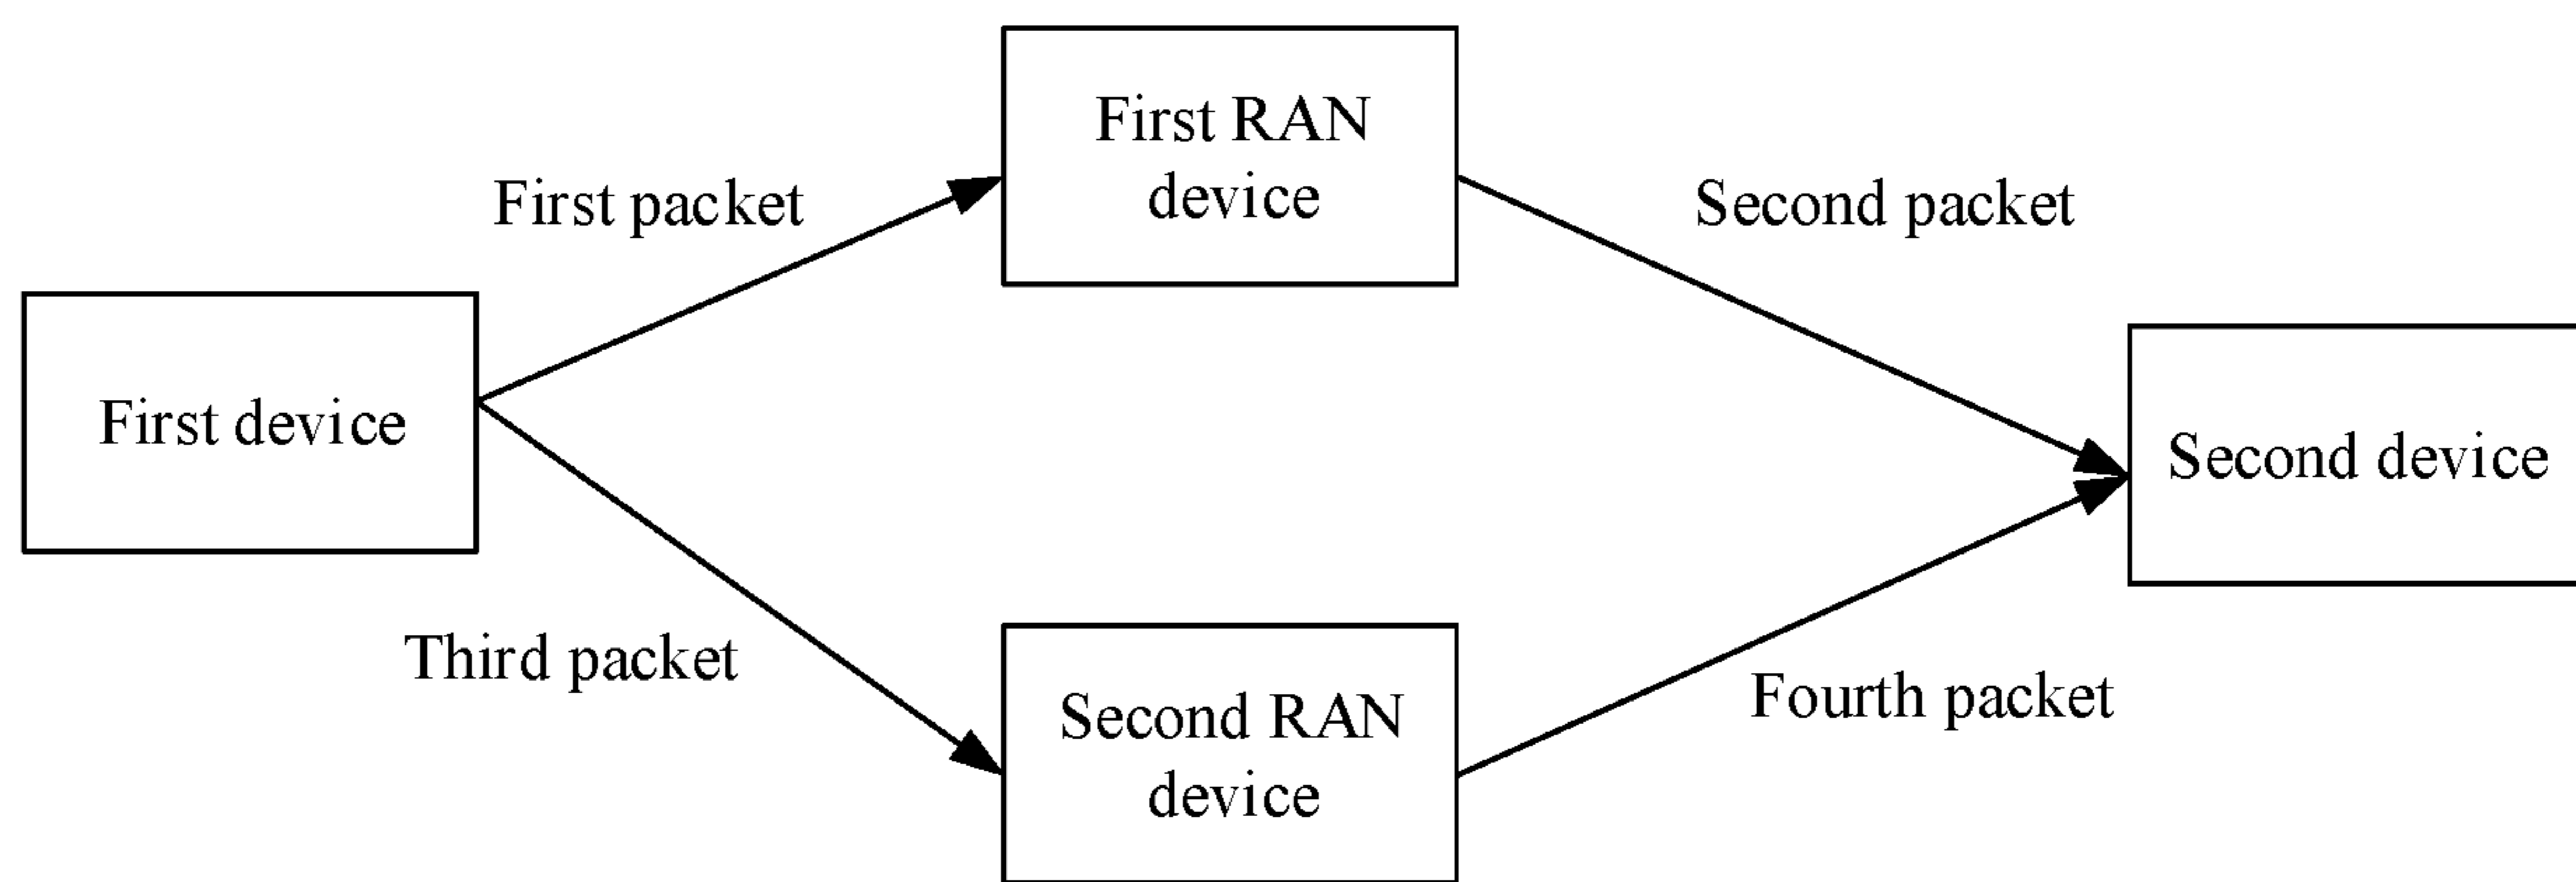 First RAN
device
First packet
Second packet
First device
Second device
Third packet
Second RAN
device
Fourth packet